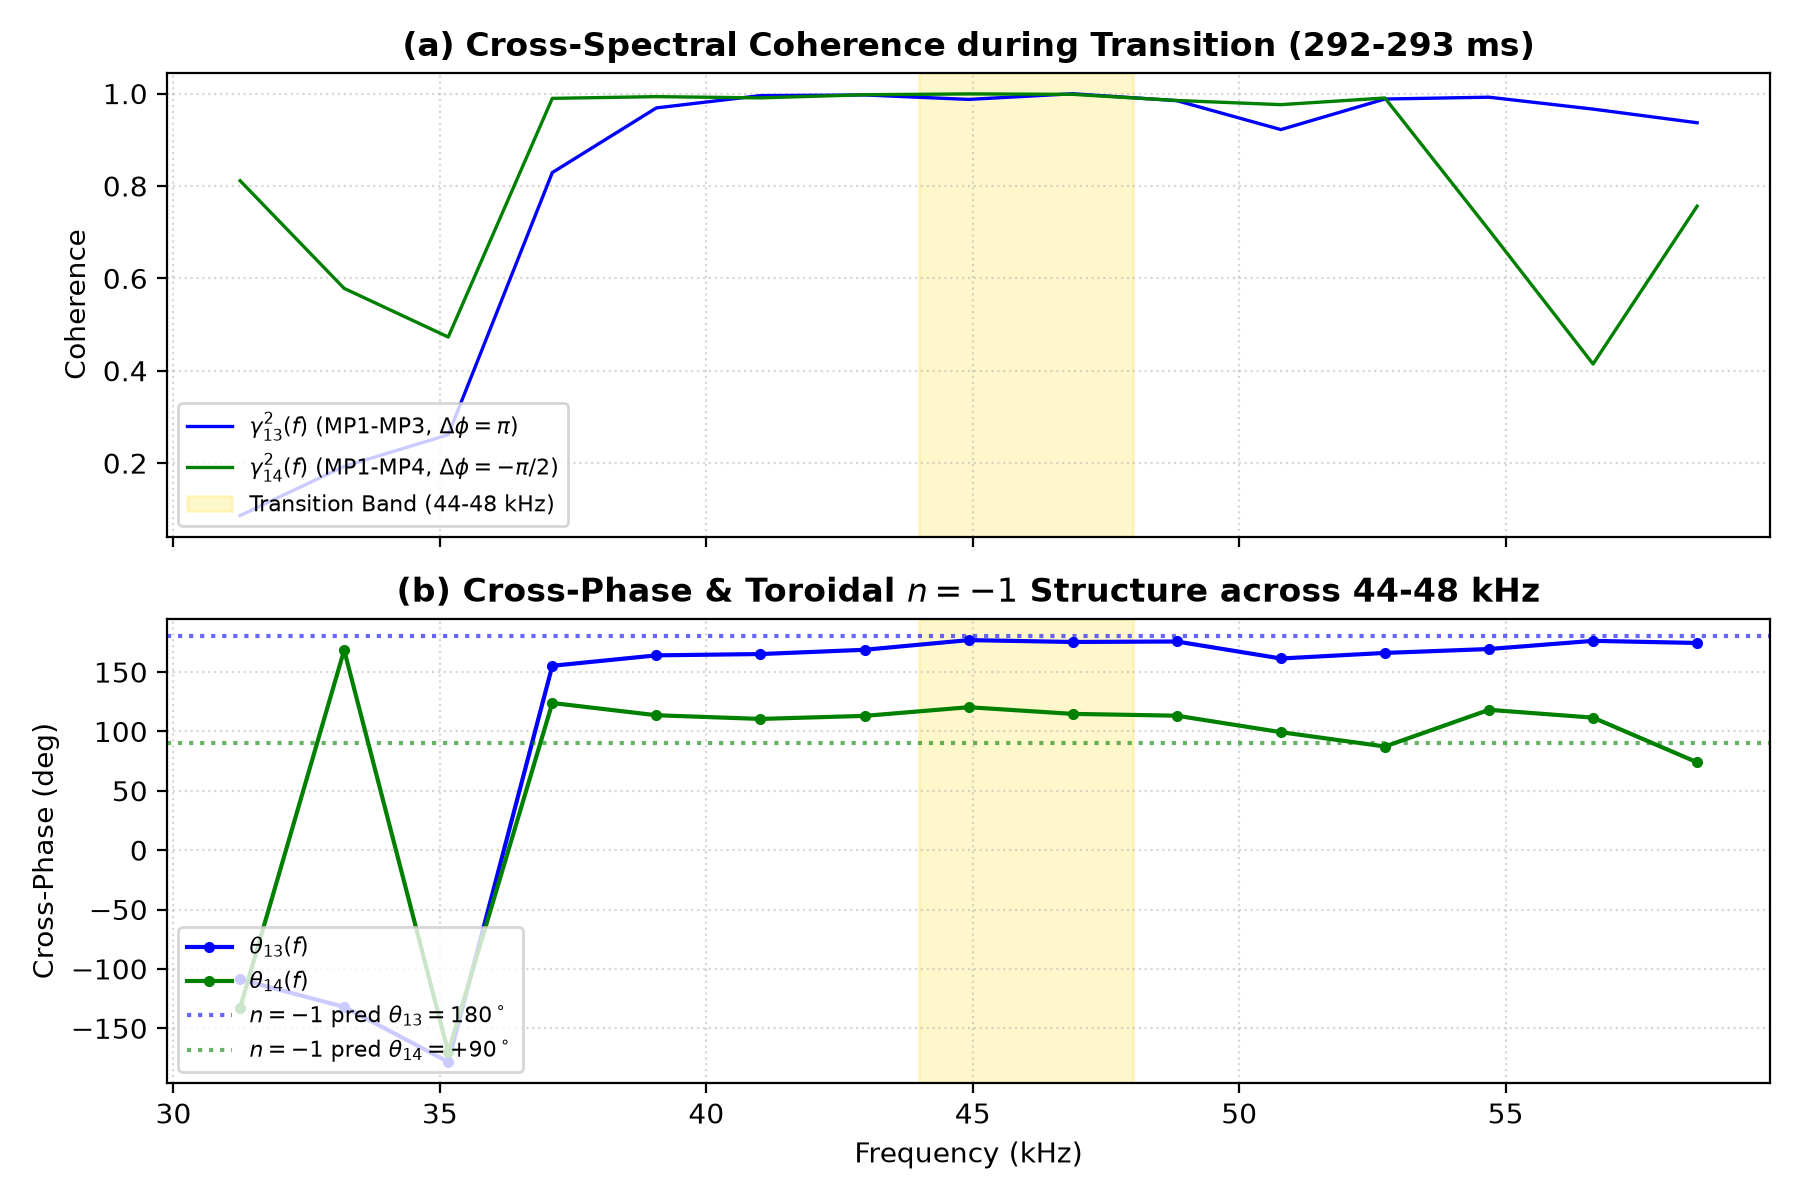 (a) Cross-Spectral Coherence during Transition (292-293 ms)
1.0
0.8
0.6
0.4
0.2
Coherence
γ²₁₃(f) (MP1-MP3, Δϕ = π)
γ²₁₄(f) (MP1-MP4, Δϕ = −π/2)
Transition Band (44-48 kHz)
(b) Cross-Phase & Toroidal n = −1 Structure across 44-48 kHz
150
100
50
0
−50
−100
−150
Cross-Phase (deg)
θ₁₃(f)
θ₁₄(f)
n = −1 pred θ₁₃ = 180°
n = −1 pred θ₁₄ = +90°
30 35 40 45 50 55
Frequency (kHz)